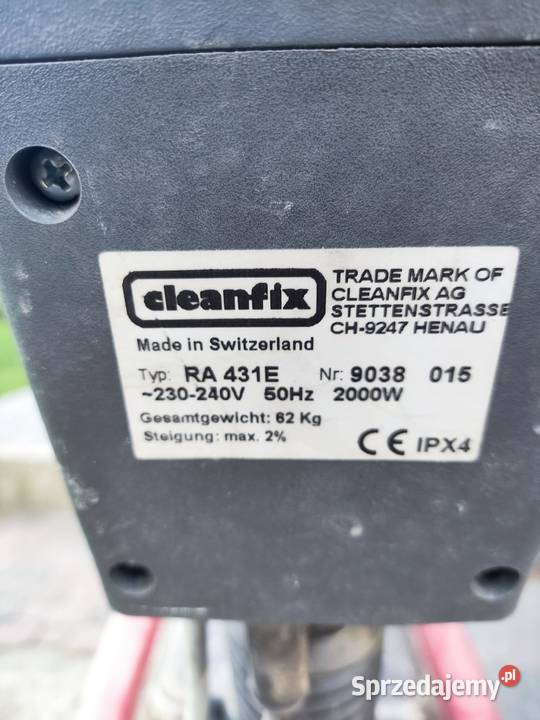 cleanfix
TRADE MARK OF
CLEANFIX AG
STETTENSTRASSE
CH-9247 HENAU
Made in Switzerland
Typ: RA 431E Nr: 9038 015
~230-240V 50Hz 2000W
Gesamtgewicht: 62 Kg
Steigung: max. 2%
CE IPX4
Sprzedajemy.pl